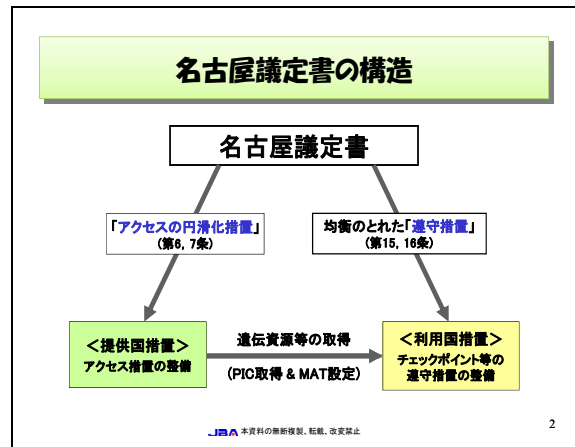 名古屋議定書の構造
名古屋議定書
「アクセスの円滑化措置」
(第6, 7条)
均衡のとれた「遵守措置」
(第15, 16条)
<提供国措置>
アクセス措置の整備
遺伝資源等の取得
(PIC取得 & MAT設定)
<利用国措置>
チェックポイント等の
遵守措置の整備
JBA 本資料の無断複製、転載、改変禁止
2